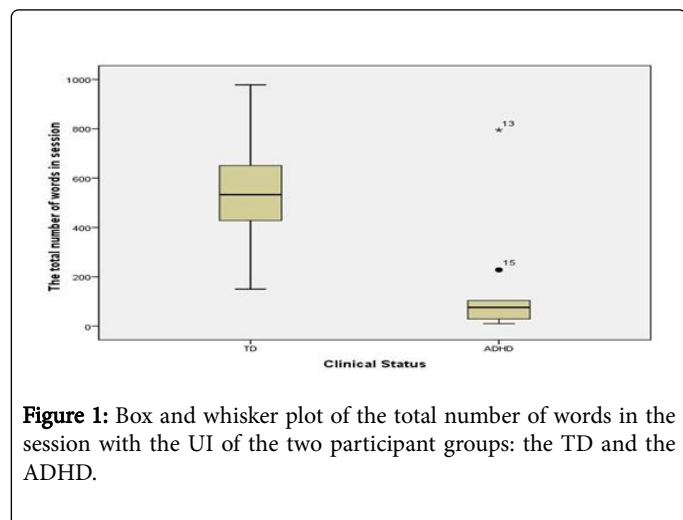 1000
800
600
400
200
0
The total number of words in session
*13
15
TD
ADHD
Clinical Status
Figure 1: Box and whisker plot of the total number of words in the
session with the UI of the two participant groups: the TD and the
ADHD.